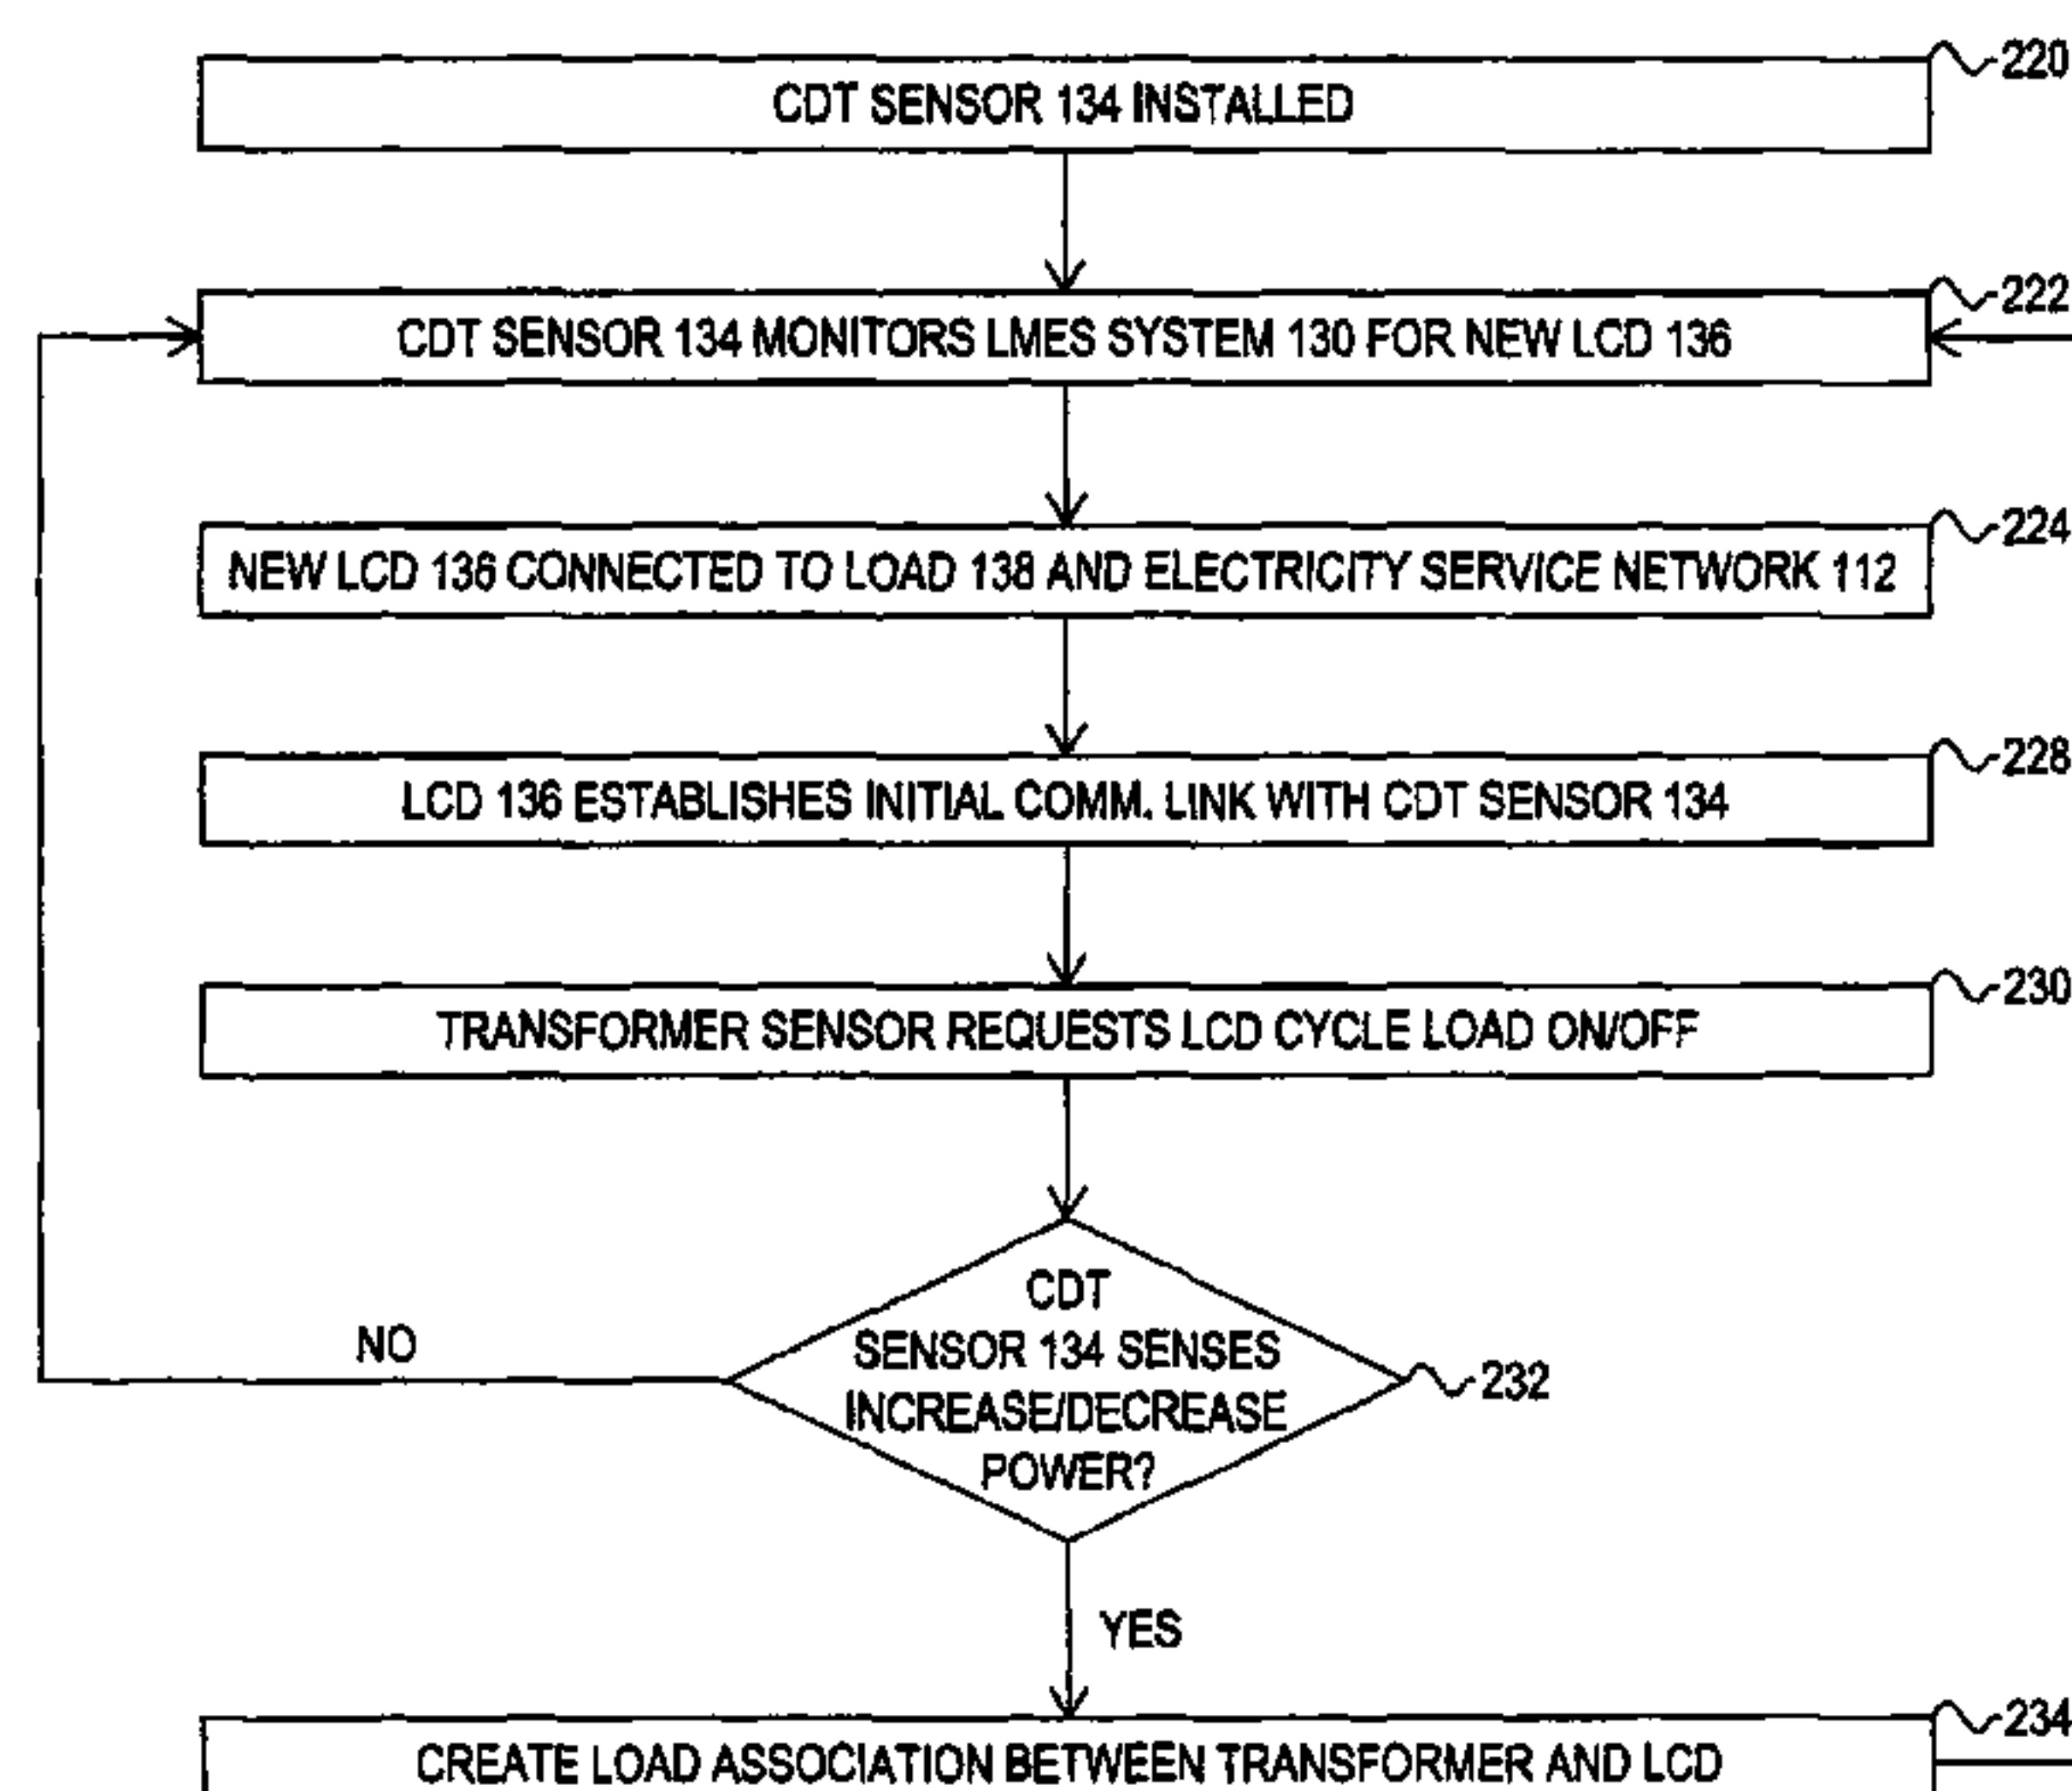 220
CDT SENSOR 134 INSTALLED
222
CDT SENSOR 134 MONITORS LMES SYSTEM 130 FOR NEW LCD 136
224
NEW LCD 136 CONNECTED TO LOAD 138 AND ELECTRICITY SERVICE NETWORK 112
228
LCD 136 ESTABLISHES INITIAL COMM. LINK WITH CDT SENSOR 134
230
TRANSFORMER SENSOR REQUESTS LCD CYCLE LOAD ON/OFF
CDT
SENSOR 134 SENSES
INCREASE/DECREASE
POWER?
232
NO
YES
234
CREATE LOAD ASSOCIATION BETWEEN TRANSFORMER AND LCD